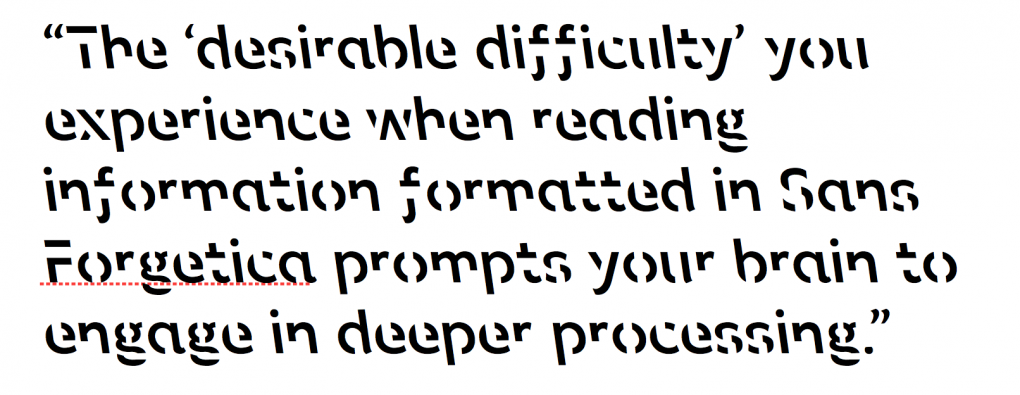 “The ‘desirable difficulty’ you
experience when reading
information formatted in Sans
Forgetica prompts your brain to
engage in deeper processing.”